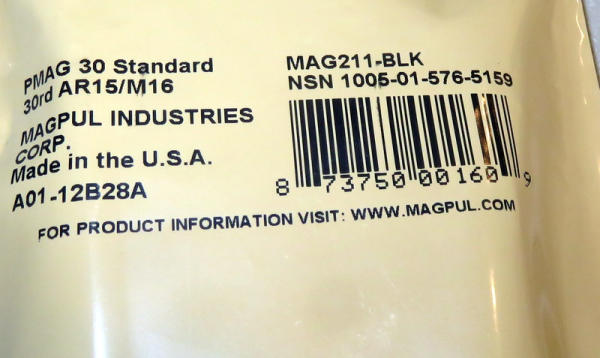 PMAG 30 Standard
30rd AR15/M16
MAGPUL INDUSTRIES
CORP.
Made in the U.S.A.
A01-12B28A
MAG211-BLK
NSN 1005-01-576-5159
8 73750 00160 9
FOR PRODUCT INFORMATION VISIT: WWW.MAGPUL.COM